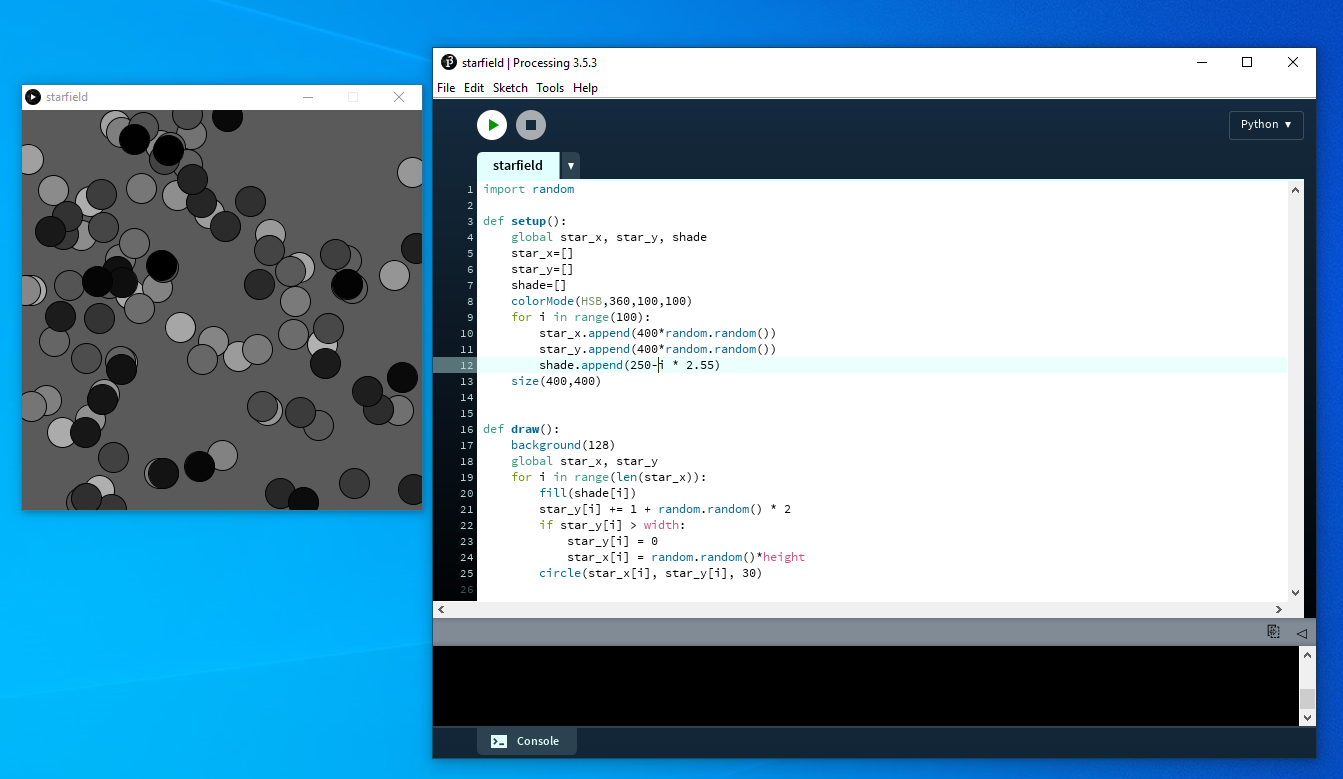 starfield
starfield | Processing 3.5.3
File Edit Sketch Tools Help
Python ▼
starfield ▼
1 import random
2
3 def setup():
4     global star_x, star_y, shade
5     star_x=[]
6     star_y=[]
7     shade=[]
8     colorMode(HSB,360,100,100)
9     for i in range(100):
10         star_x.append(400*random.random())
11         star_y.append(400*random.random())
12         shade.append(250-i * 2.55)
13     size(400,400)
14
15
16 def draw():
17     background(128)
18     global star_x, star_y
19     for i in range(len(star_x)):
20         fill(shade[i])
21         star_y[i] += 1 + random.random() * 2
22         if star_y[i] > width:
23             star_y[i] = 0
24             star_x[i] = random.random()*height
25         circle(star_x[i], star_y[i], 30)
26
Console